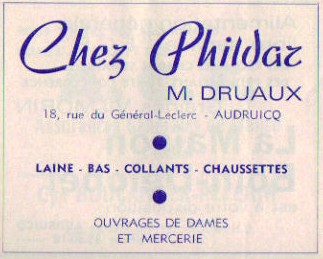 Chez Phildar
M. DRUAUX
18, rue du Général-Leclerc - AUDRUICQ
LAINE - BAS - COLLANTS - CHAUSSETTES
OUVRAGES DE DAMES
ET MERCERIE